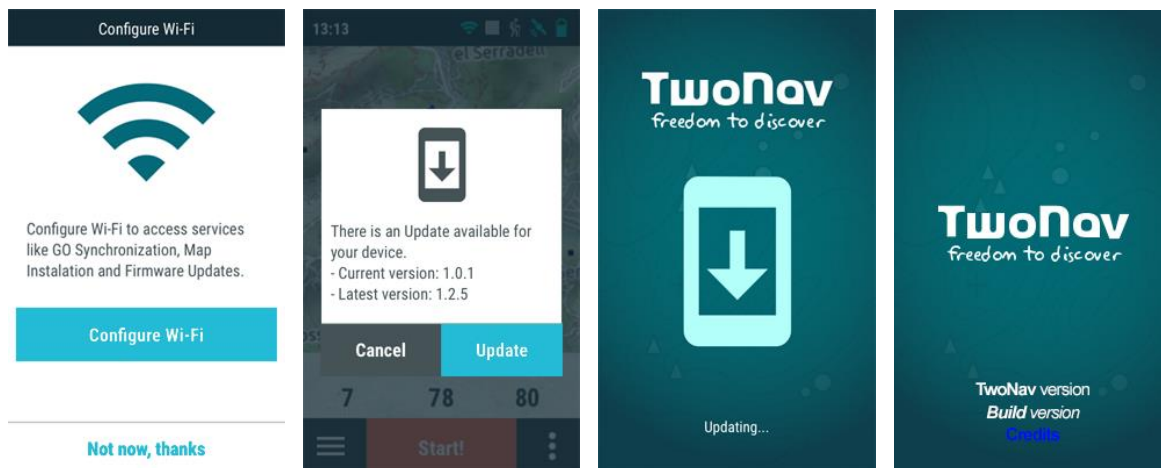 Configure Wi-Fi
Configure Wi-Fi to access services
like GO Synchronization, Map
Instalation and Firmware Updates.
Configure Wi-Fi
Not now, thanks
13:13
el Serradell
There is an Update available for
your device.
- Current version: 1.0.1
- Latest version: 1.2.5
Cancel
Update
7 78 80
Start!
TwoNav
freedom to discover
Updating...
TwoNav
freedom to discover
TwoNav version
Build version
Credits